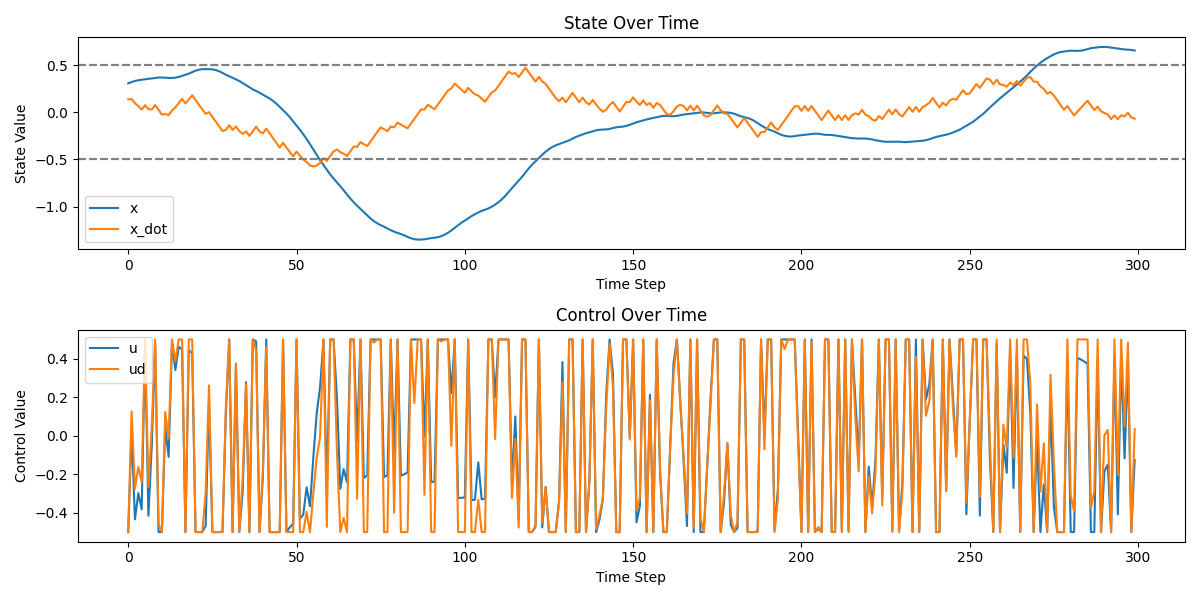 State Over Time
State Value
0.5
0.0
−0.5
−1.0
x
x_dot
0 50 100 150 200 250 300
Time Step
Control Over Time
Control Value
0.4
0.2
0.0
−0.2
−0.4
u
ud
0 50 100 150 200 250 300
Time Step